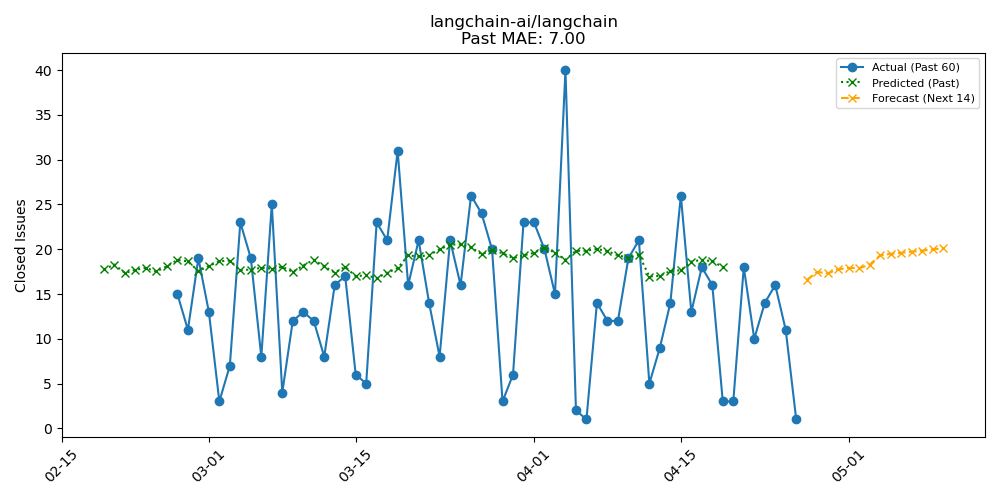 langchain-ai/langchain
Past MAE: 7.00
Actual (Past 60)
Predicted (Past)
Forecast (Next 14)
Closed Issues
40
35
30
25
20
15
10
5
0
02-15
03-01
03-15
04-01
04-15
05-01